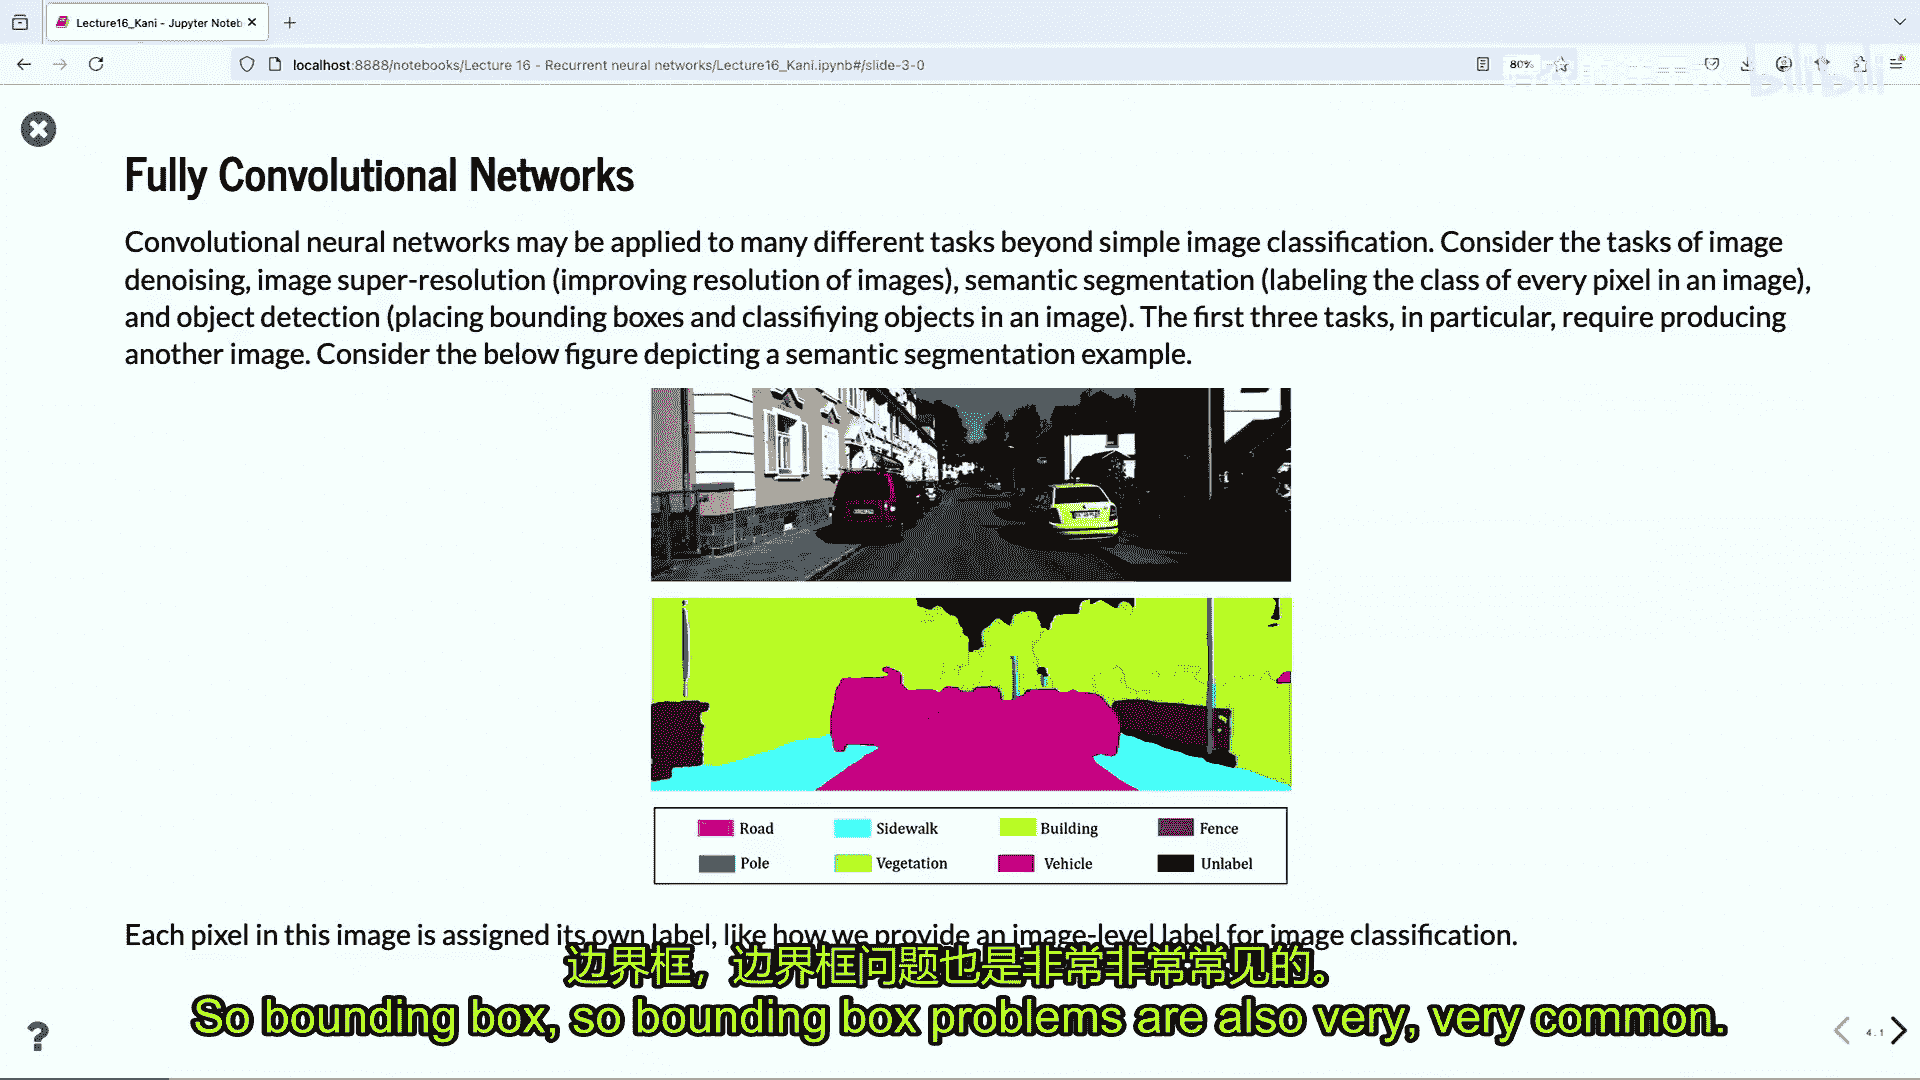 Lecture16_Kani - Jupyter Noteb
localhost:8888/notebooks/Lecture 16 - Recurrent neural networks/Lecture16_Kani.ipynb#/slide-3-0
80%
bilibili
Fully Convolutional Networks
Convolutional neural networks may be applied to many different tasks beyond simple image classification. Consider the tasks of image
denoising, image super-resolution (improving resolution of images), semantic segmentation (labeling the class of every pixel in an image),
and object detection (placing bounding boxes and classifiying objects in an image). The first three tasks, in particular, require producing
another image. Consider the below figure depicting a semantic segmentation example.
Road Sidewalk Building Fence
Pole Vegetation Vehicle Unlabel
Each pixel in this image is assigned its own label, like how we provide an image-level label for image classification.
边界框，边界框问题也是非常非常常见的。
So bounding box, so bounding box problems are also very, very common.
4.1